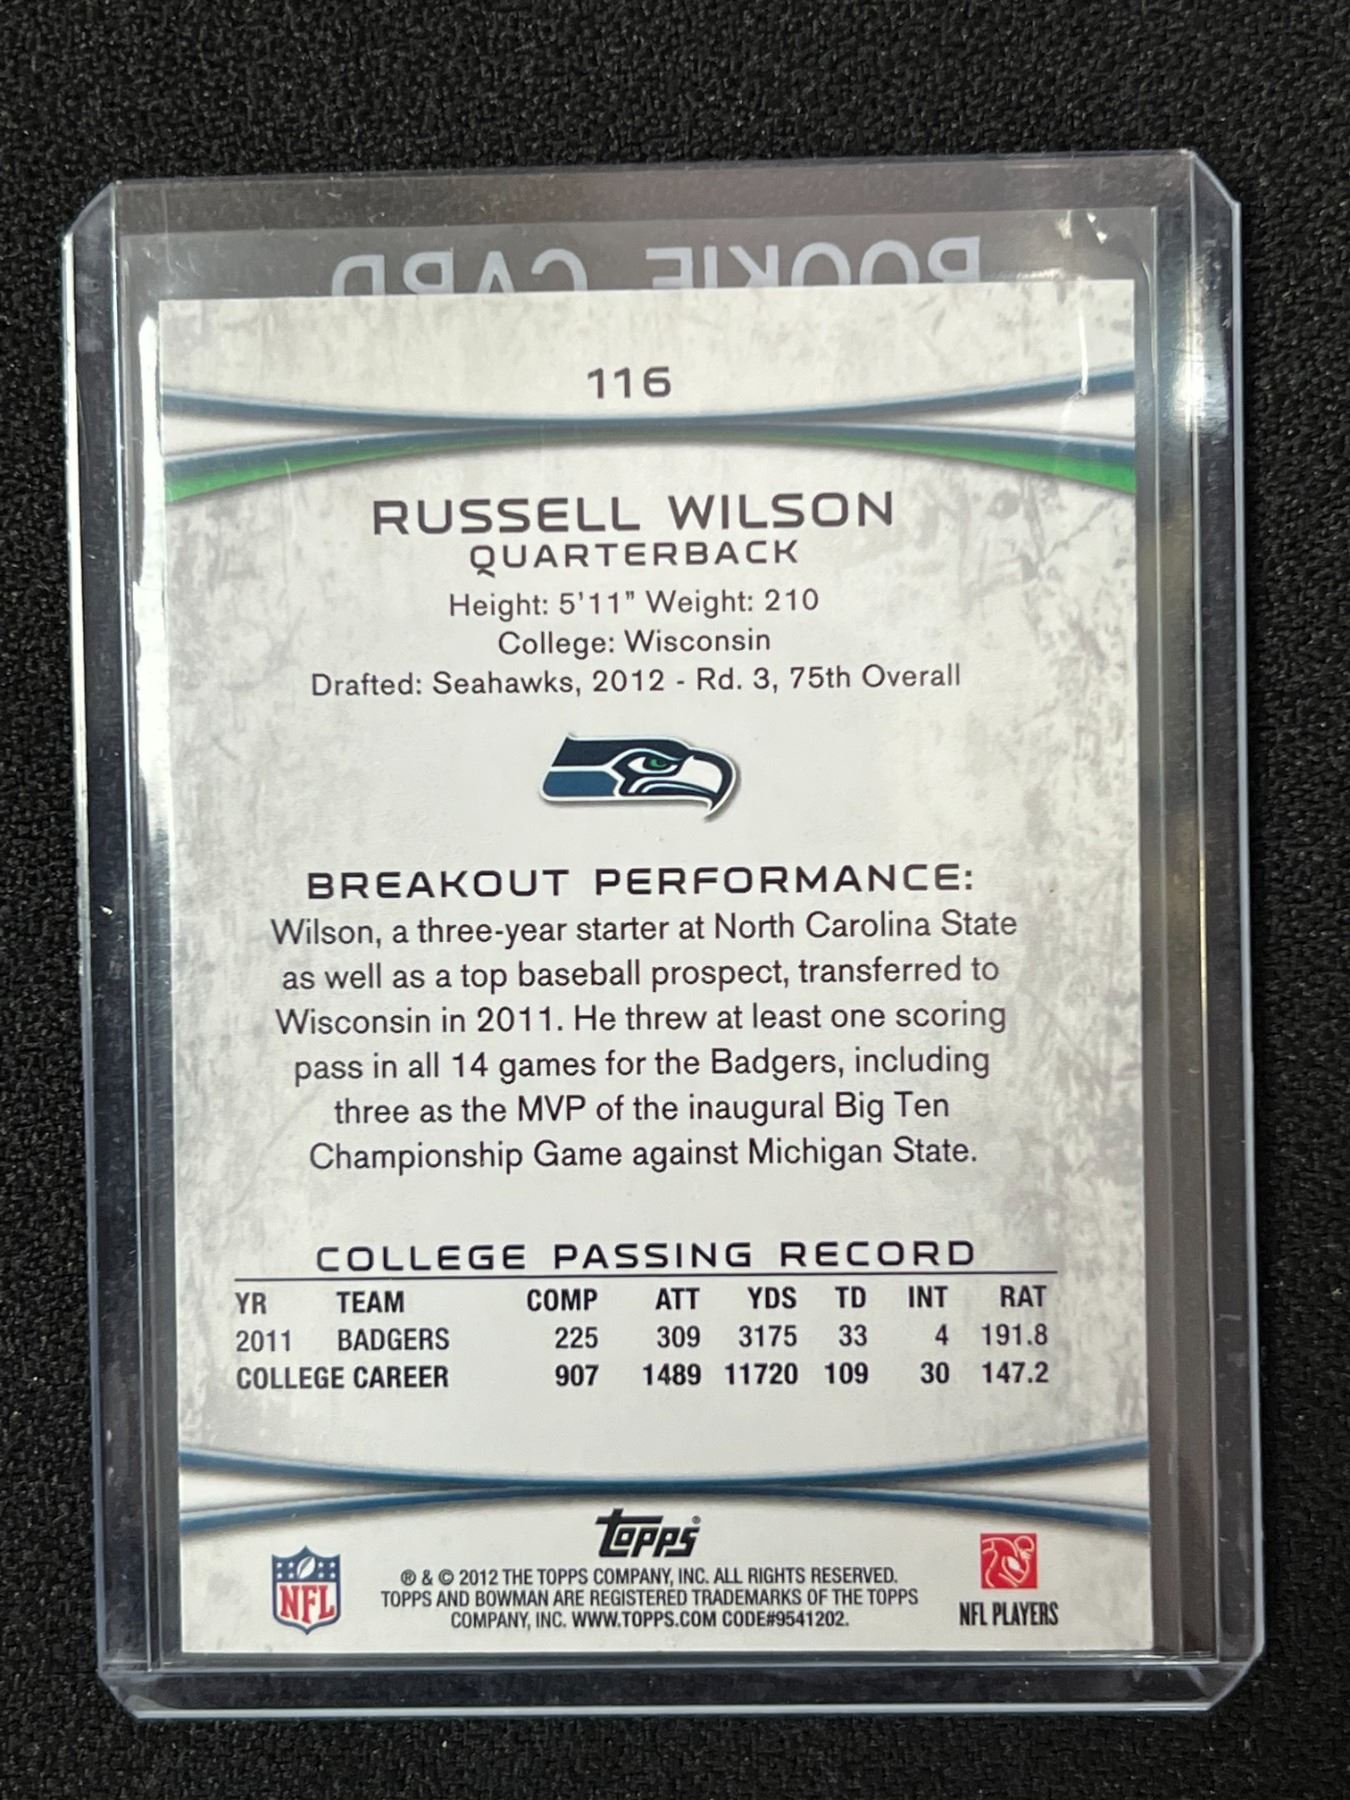 ROOKIE CARD
116
RUSSELL WILSON
QUARTERBACK
Height: 5'11" Weight: 210
College: Wisconsin
Drafted: Seahawks, 2012 - Rd. 3, 75th Overall
BREAKOUT PERFORMANCE:
Wilson, a three-year starter at North Carolina State
as well as a top baseball prospect, transferred to
Wisconsin in 2011. He threw at least one scoring
pass in all 14 games for the Badgers, including
three as the MVP of the inaugural Big Ten
Championship Game against Michigan State.
COLLEGE PASSING RECORD
YR TEAM COMP ATT YDS TD INT RAT
2011 BADGERS 225 309 3175 33 4 191.8
COLLEGE CAREER 907 1489 11720 109 30 147.2
Topps®
® & © 2012 THE TOPPS COMPANY, INC. ALL RIGHTS RESERVED.
TOPPS AND BOWMAN ARE REGISTERED TRADEMARKS OF THE TOPPS
COMPANY, INC. WWW.TOPPS.COM CODE#9541202.
NFL
NFL PLAYERS